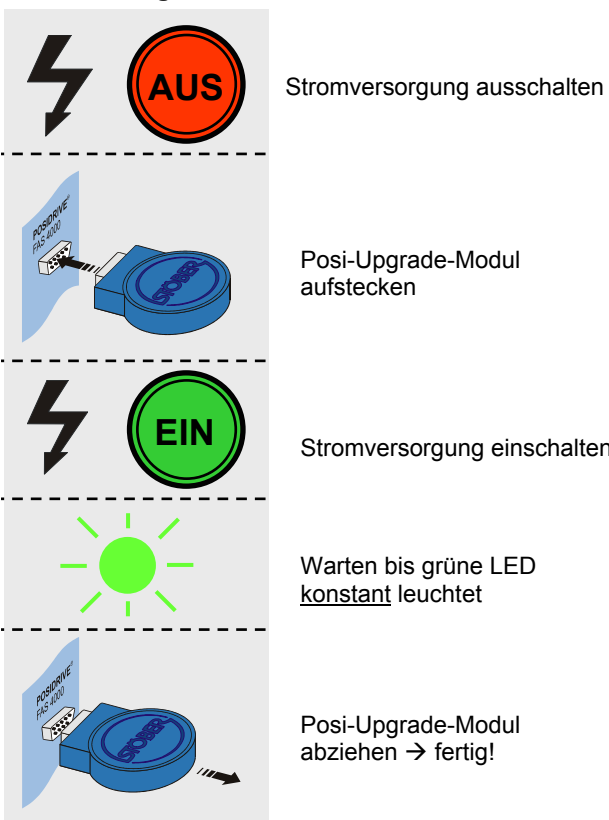 AUS
Stromversorgung ausschalten
POSIDRIVE®
FAS 4000
STÖBER
Posi-Upgrade-Modul
aufstecken
EIN
Stromversorgung einschalten
Warten bis grüne LED
konstant leuchtet
POSIDRIVE®
FAS 4000
STÖBER
Posi-Upgrade-Modul
abziehen → fertig!